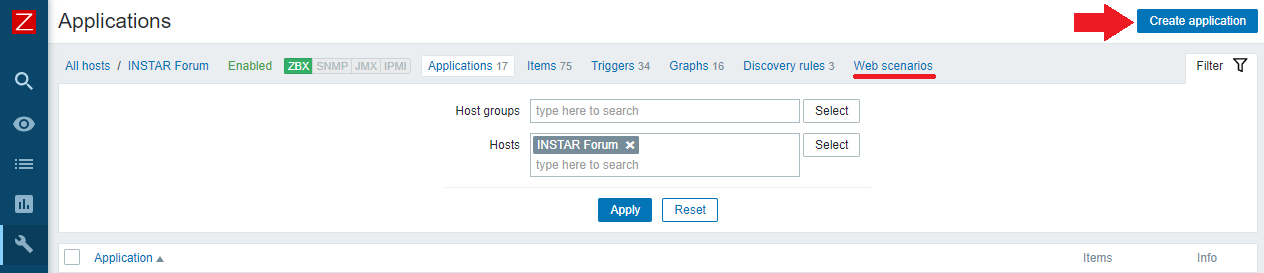 Z
Applications
Create application
All hosts / INSTAR Forum Enabled ZBX SNMP JMX IPMI Applications 17 Items 75 Triggers 34 Graphs 16 Discovery rules 3 Web scenarios Filter
Host groups type here to search Select
Hosts INSTAR Forum Select
type here to search
Apply Reset
Application Items Info